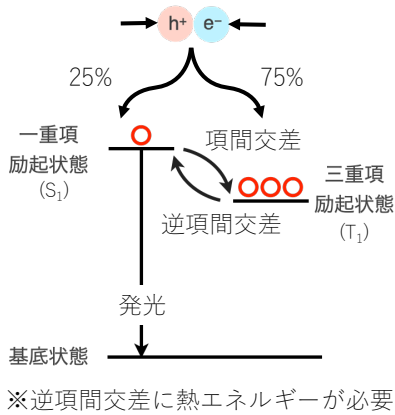 h⁺ e⁻
25% 75%
一重項
励起状態
(S₁)
項間交差
三重項
励起状態
(T₁)
逆項間交差
発光
基底状態
※逆項間交差に熱エネルギーが必要